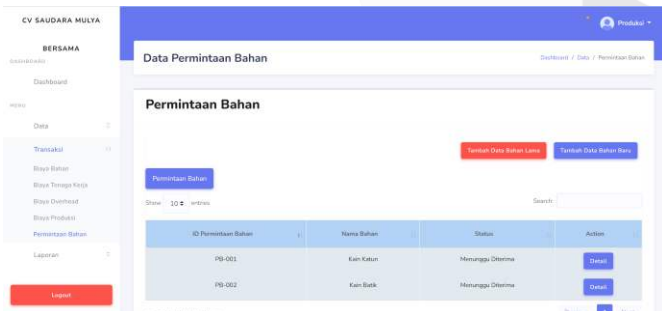 CV SAUDARA MULYA
BERSAMA
DASHBOARD
Dashboard
MENU
Data
Transaksi
Biaya Bahan
Biaya Tenaga Kerja
Biaya Overhead
Biaya Produksi
Permintaan Bahan
Laporan
Logout
Produksi
Data Permintaan Bahan
Dashboard / Data / Permintaan Bahan
Permintaan Bahan
Tambah Data Bahan Lama
Tambah Data Bahan Baru
Permintaan Bahan
Show 10 entries
Search:
ID Permintaan Bahan Nama Bahan Status Action
PB-001 Kain Katun Menunggu Diterima Detail
PB-002 Kain Batik Menunggu Diterima Detail